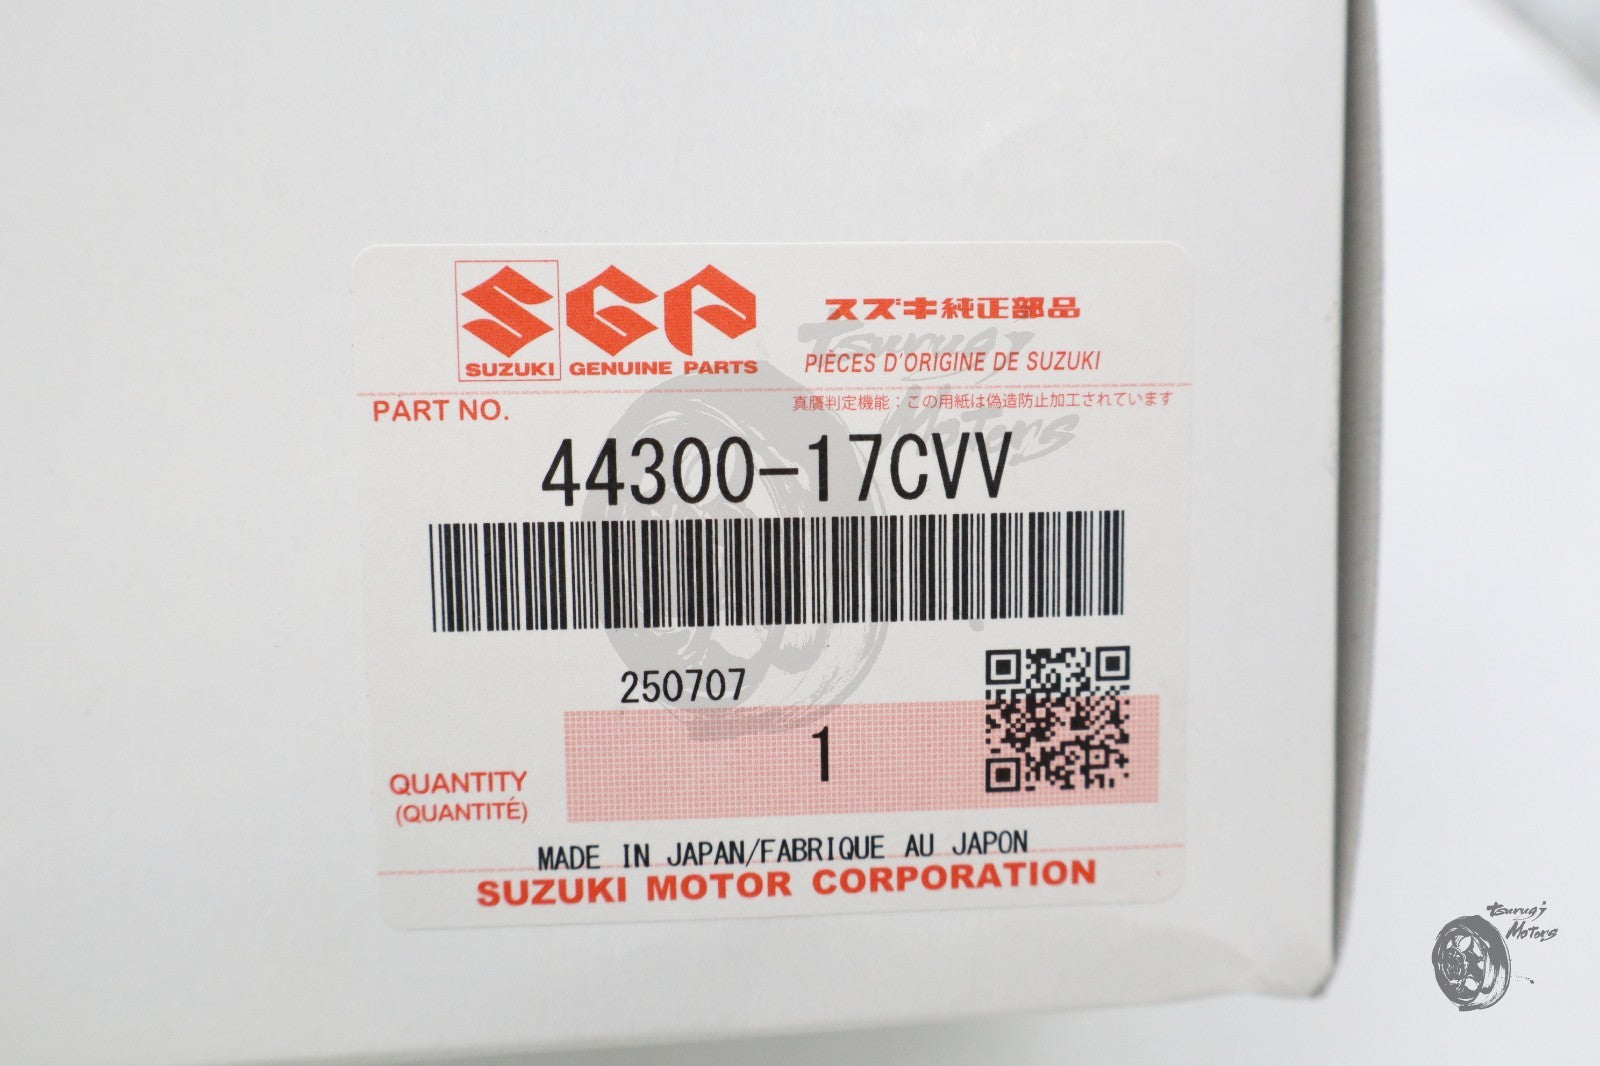 SGP
SUZUKI GENUINE PARTS
スズキ純正部品
PIÈCES D'ORIGINE DE SUZUKI
PART NO.
真贋判定機能：この用紙は偽造防止加工されています
44300-17CVV
250707
1
QUANTITY
(QUANTITÉ)
MADE IN JAPAN/FABRIQUE AU JAPON
SUZUKI MOTOR CORPORATION
Tsurugi
Motors
Tsurugi
Motors